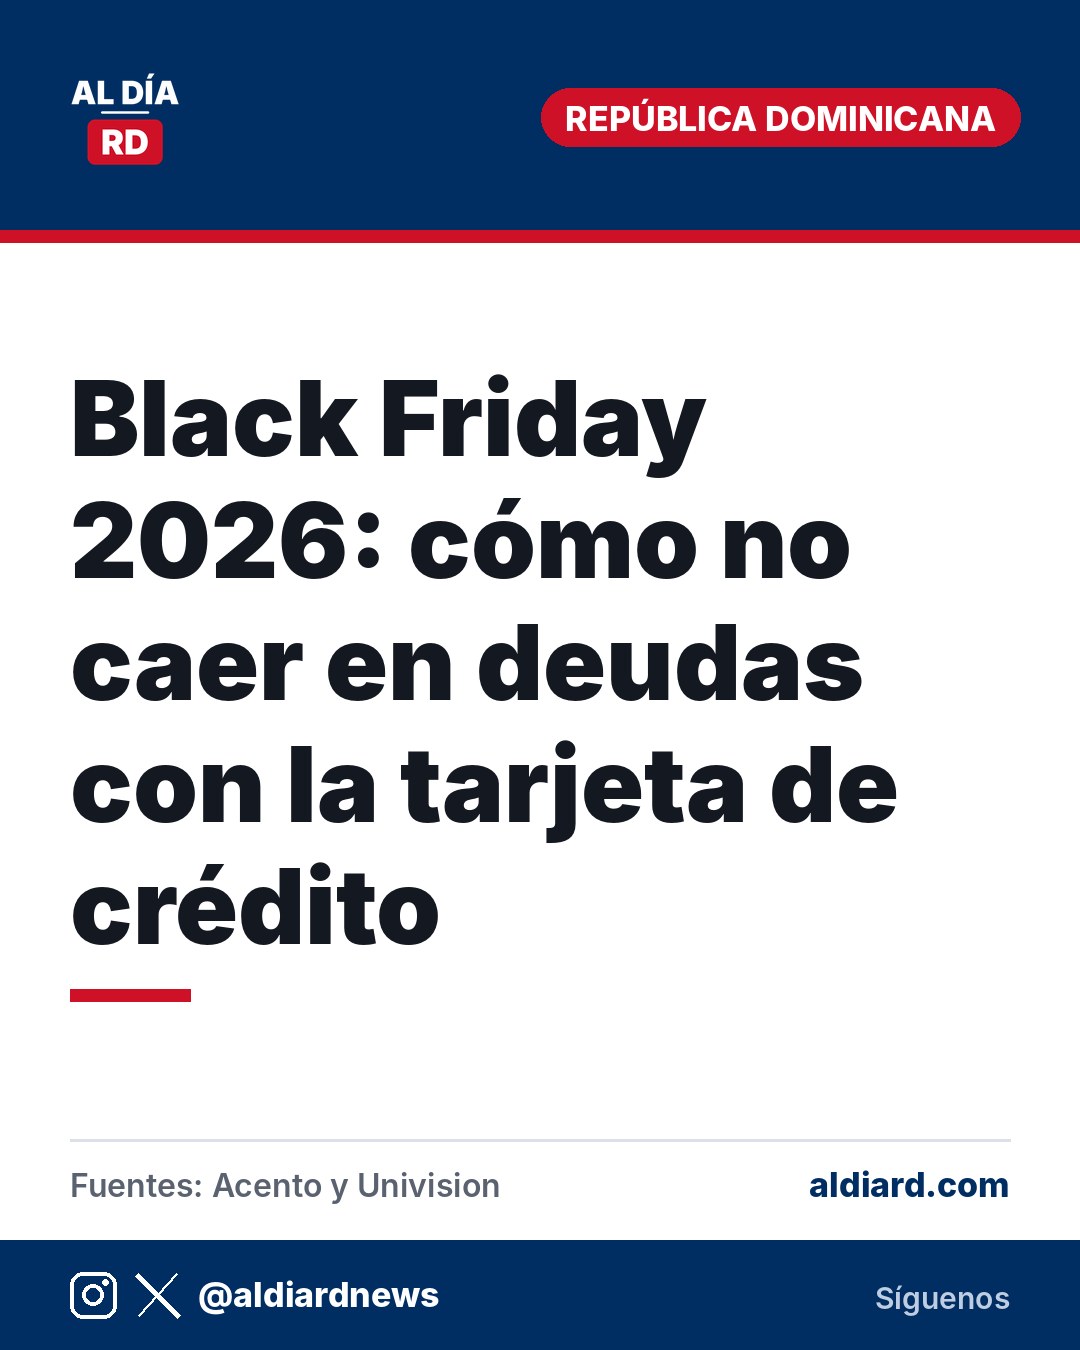 AL DÍA
RD
REPÚBLICA DOMINICANA
Black Friday
2026: cómo no
caer en deudas
con la tarjeta de
crédito
Fuentes: Acento y Univision
aldiard.com
@aldiardnews
Síguenos